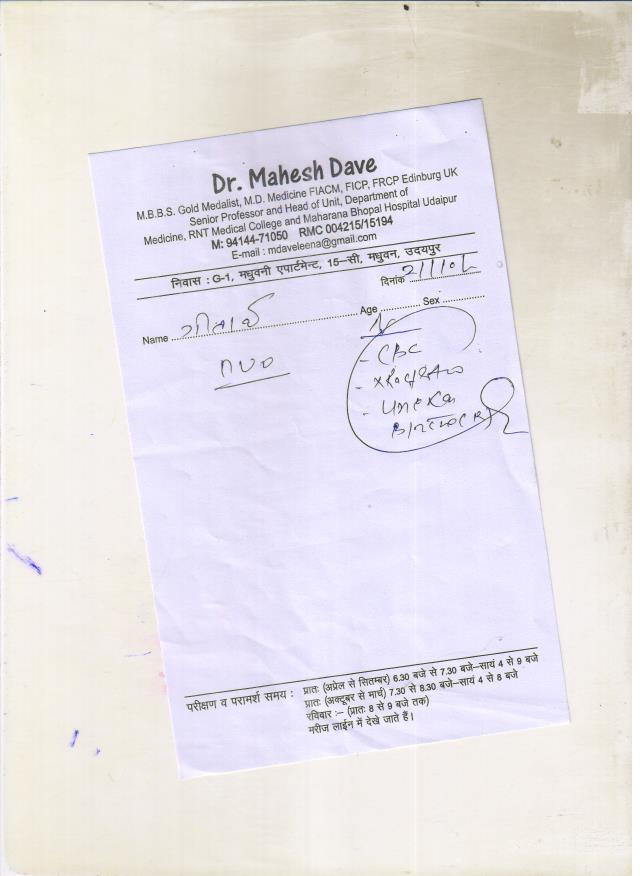 Dr. Mahesh Dave
M.B.B.S. Gold Medalist, M.D. Medicine FIACM, FICP, FRCP Edinburg UK
Senior Professor and Head of Unit, Department of
Medicine, RNT Medical College and Maharana Bhopal Hospital Udaipur
M: 94144-71050 RMC 004215/15194
E-mail : mdaveleena@gmail.com
निवास : G-1, मधुवनी एपार्टमेन्ट, 15-सी, मधुवन, उदयपुर
दिनांक
Name Age Sex
- CBC
परीक्षण व परामर्श समय : प्रातः (अप्रेल से सितम्बर) 6.30 बजे से 7.30 बजे-सायं 4 से 9 बजे
प्रातः (अक्टूबर से मार्च) 7.30 से 8.30 बजे-सायं 4 से 8 बजे
रविबार :- (प्रातः 8 से 9 बजे तक)
मरीज लाईन में देखे जाते हैं।